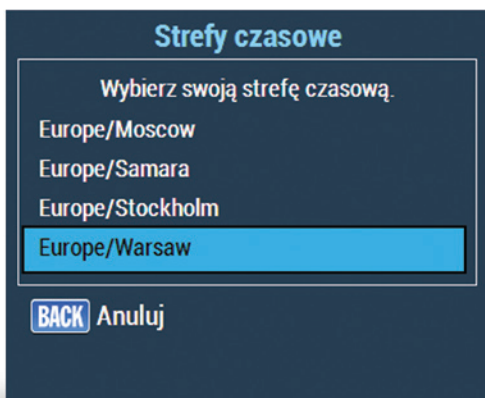 Strefy czasowe
Wybierz swoją strefę czasową.
Europe/Moscow
Europe/Samara
Europe/Stockholm
Europe/Warsaw
BACK Anuluj